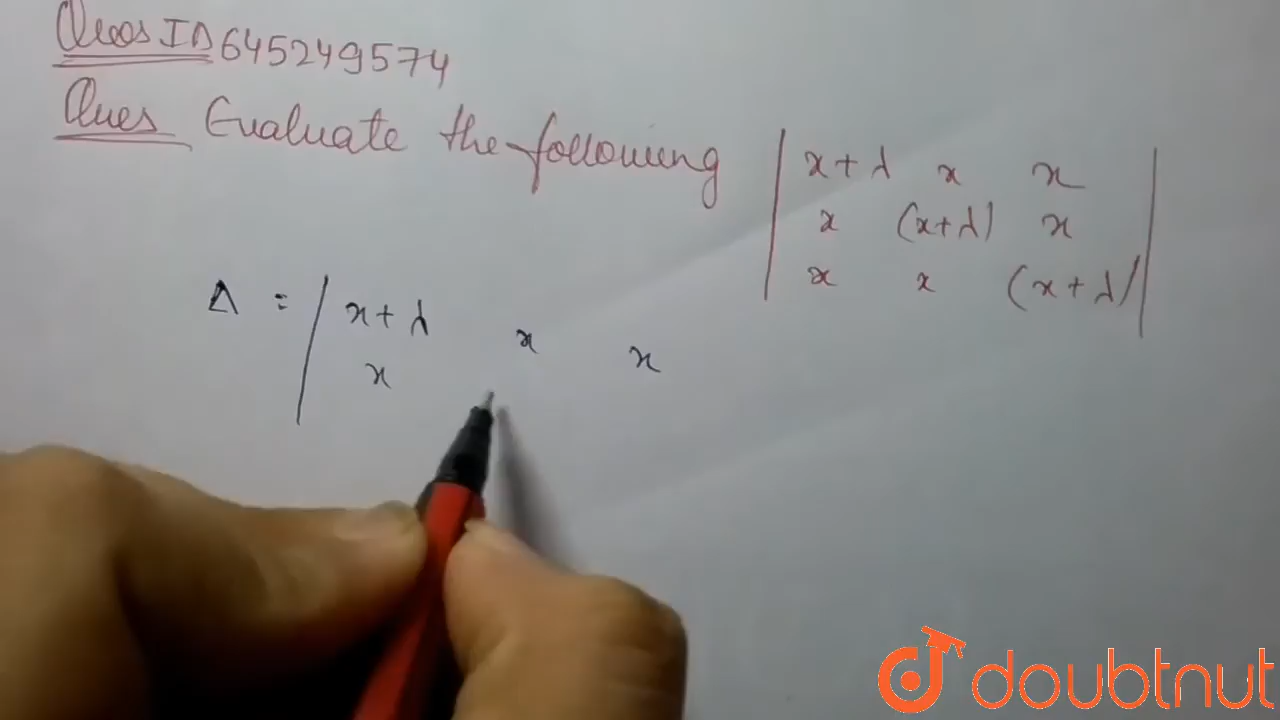 Ques ID 645249574
Ques Evaluate the following
x+λ x x
x (x+λ) x
x x (x+λ)
Δ = | x+λ x x
x
doubtnut